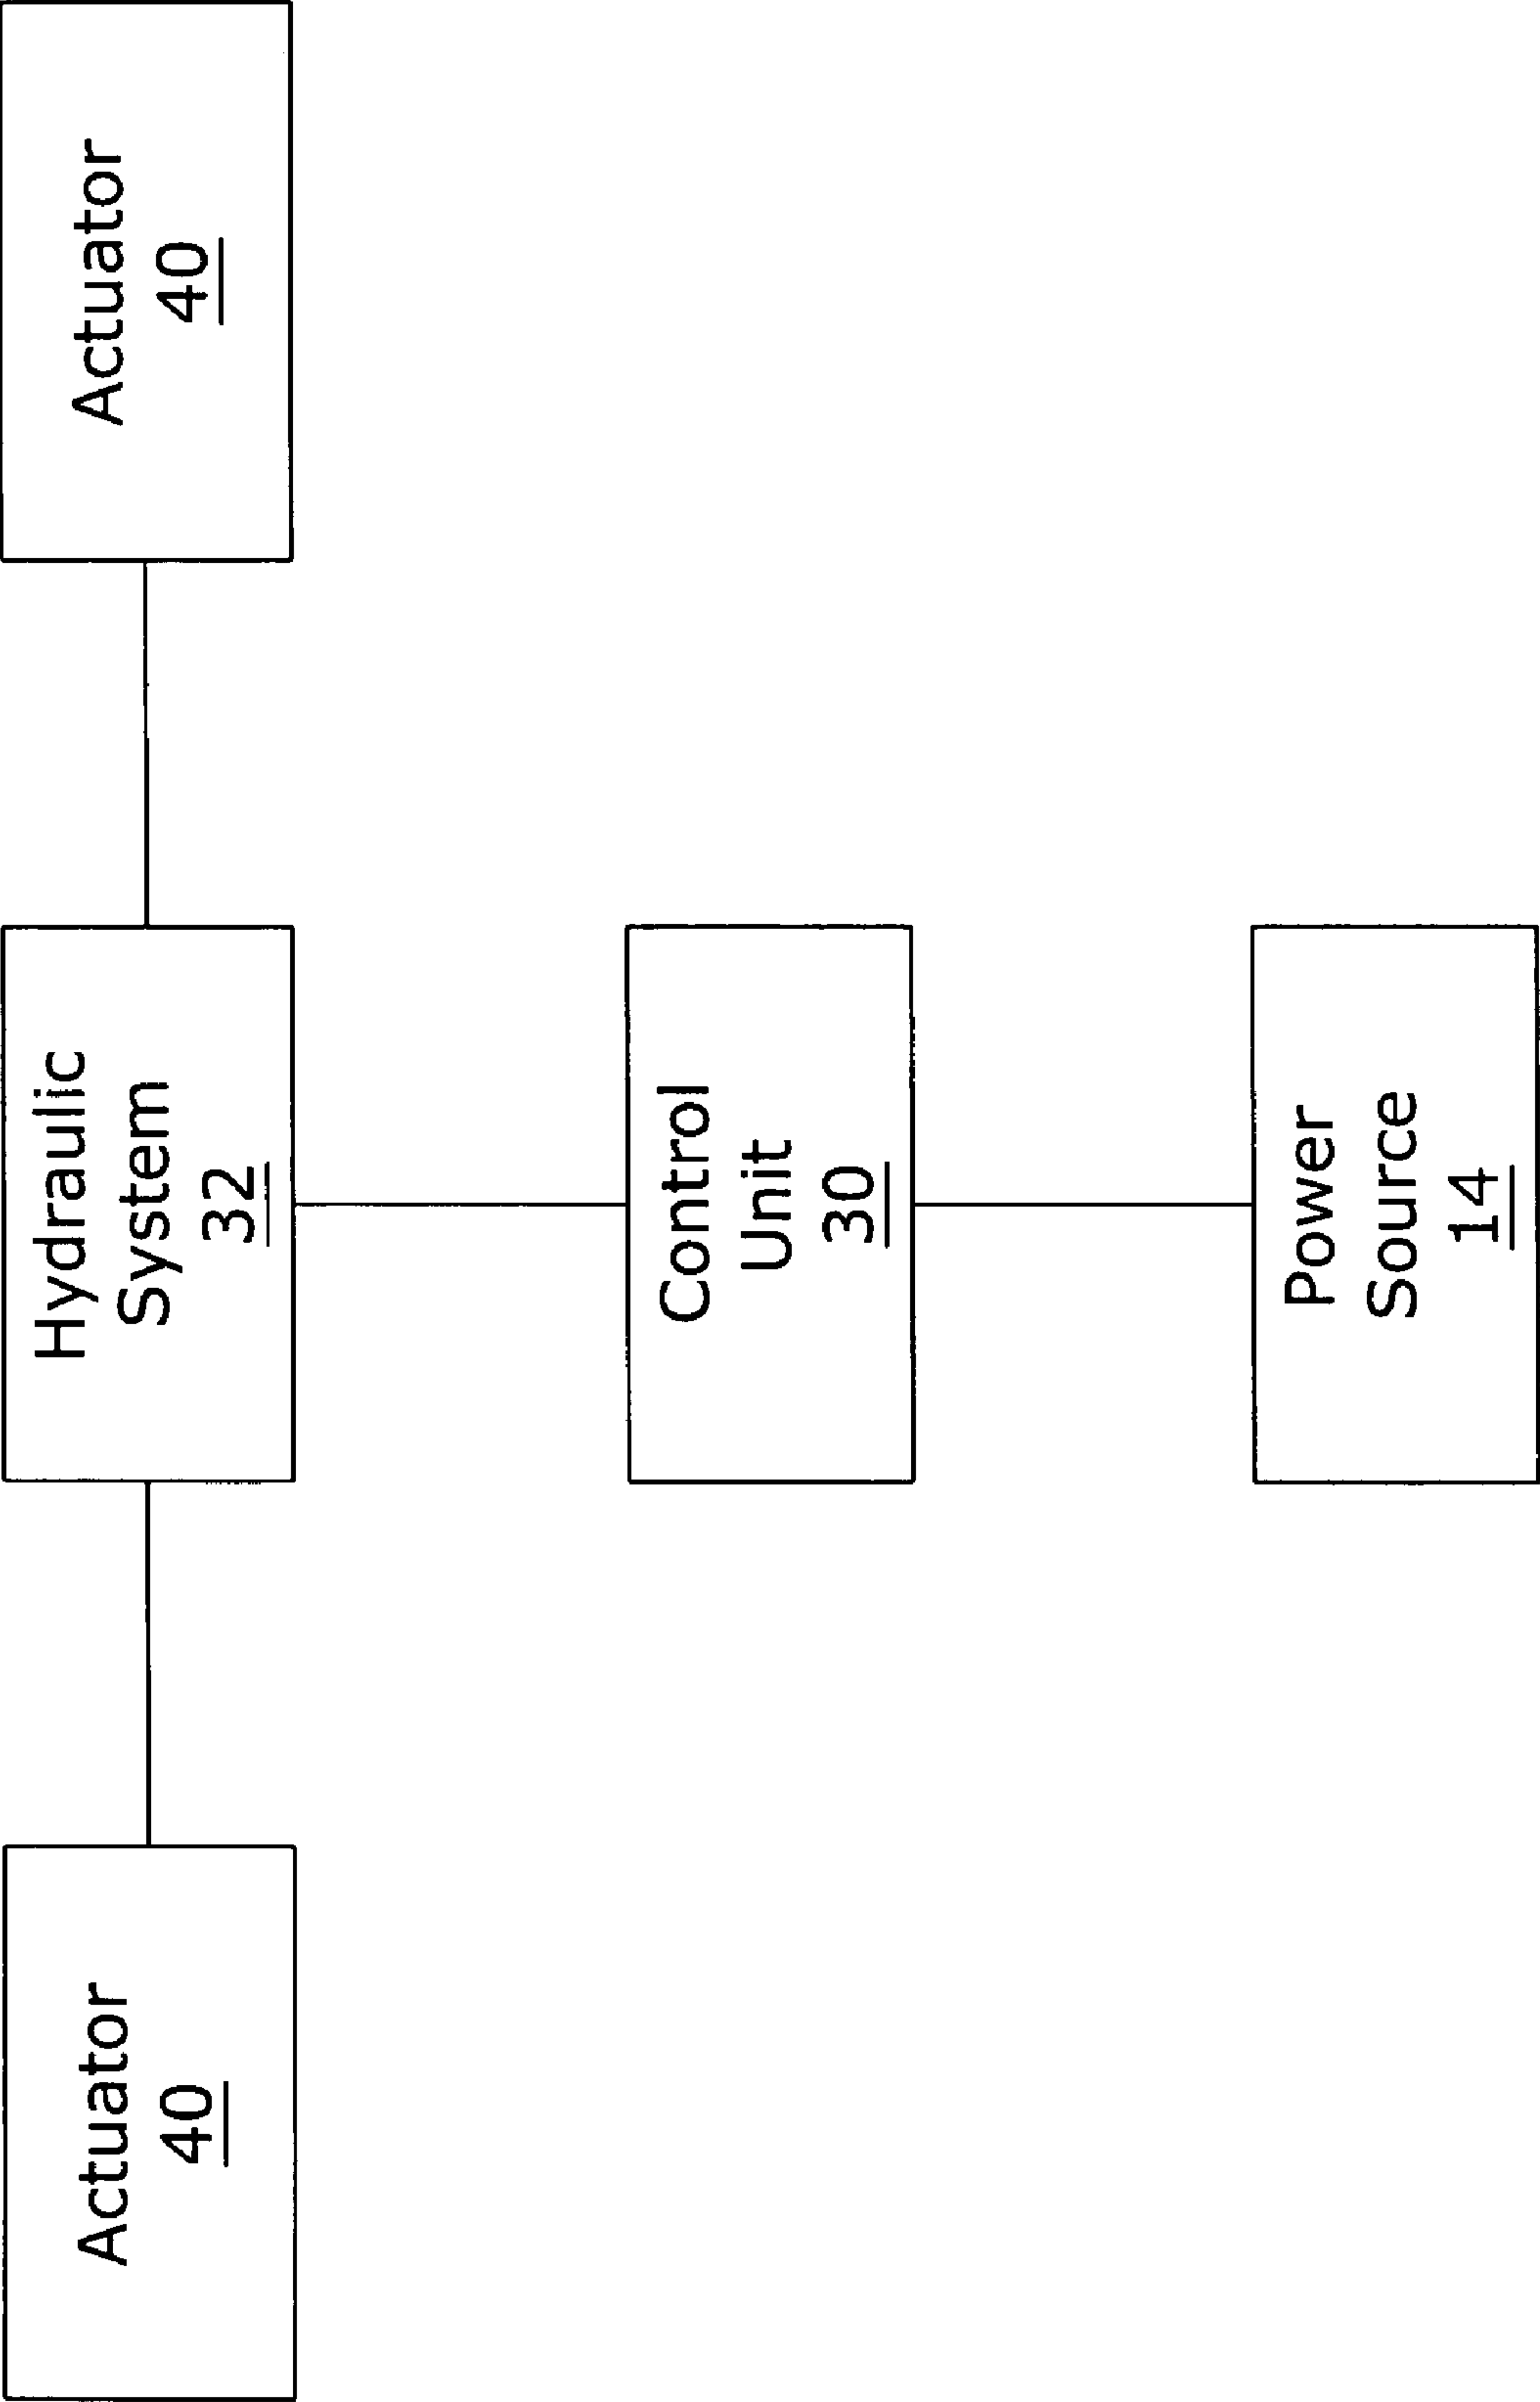 Actuator
40
Hydraulic
System
32
Actuator
40
Control
Unit
30
Power
Source
14